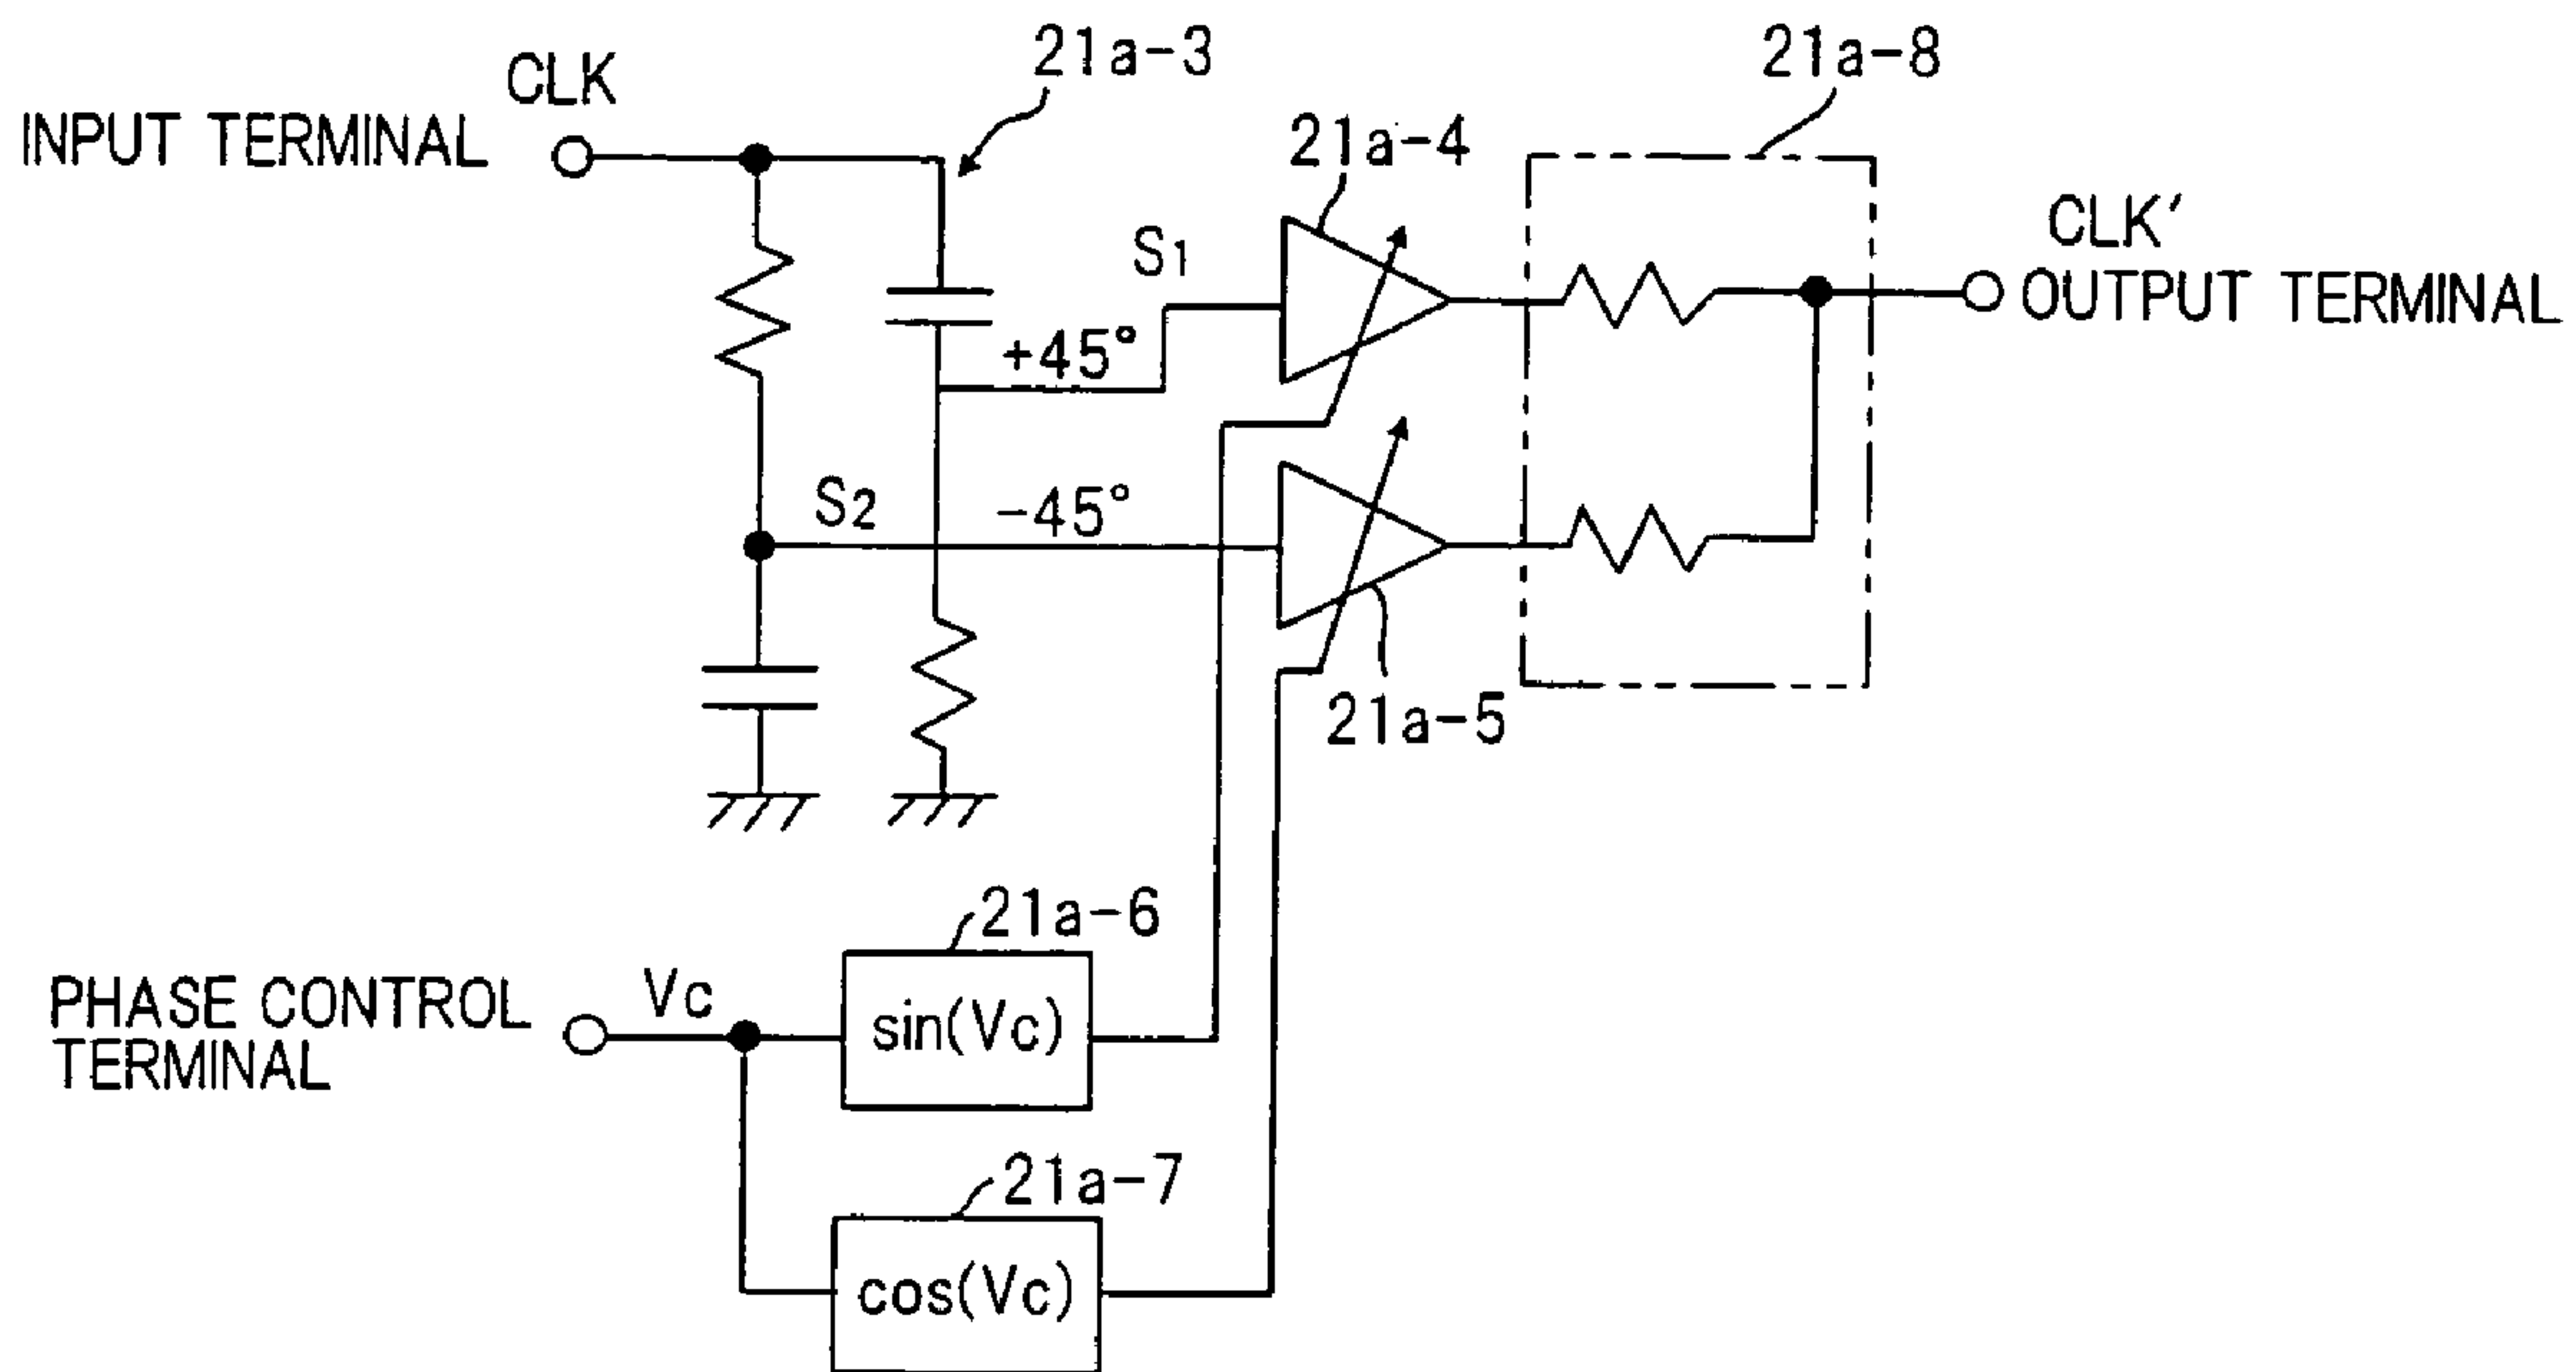 21a-3
21a-8
CLK
INPUT TERMINAL
21a-4
CLK'
OUTPUT TERMINAL
S1
+45°
S2
-45°
21a-5
21a-6
PHASE CONTROL
TERMINAL
Vc
sin(Vc)
21a-7
cos(Vc)